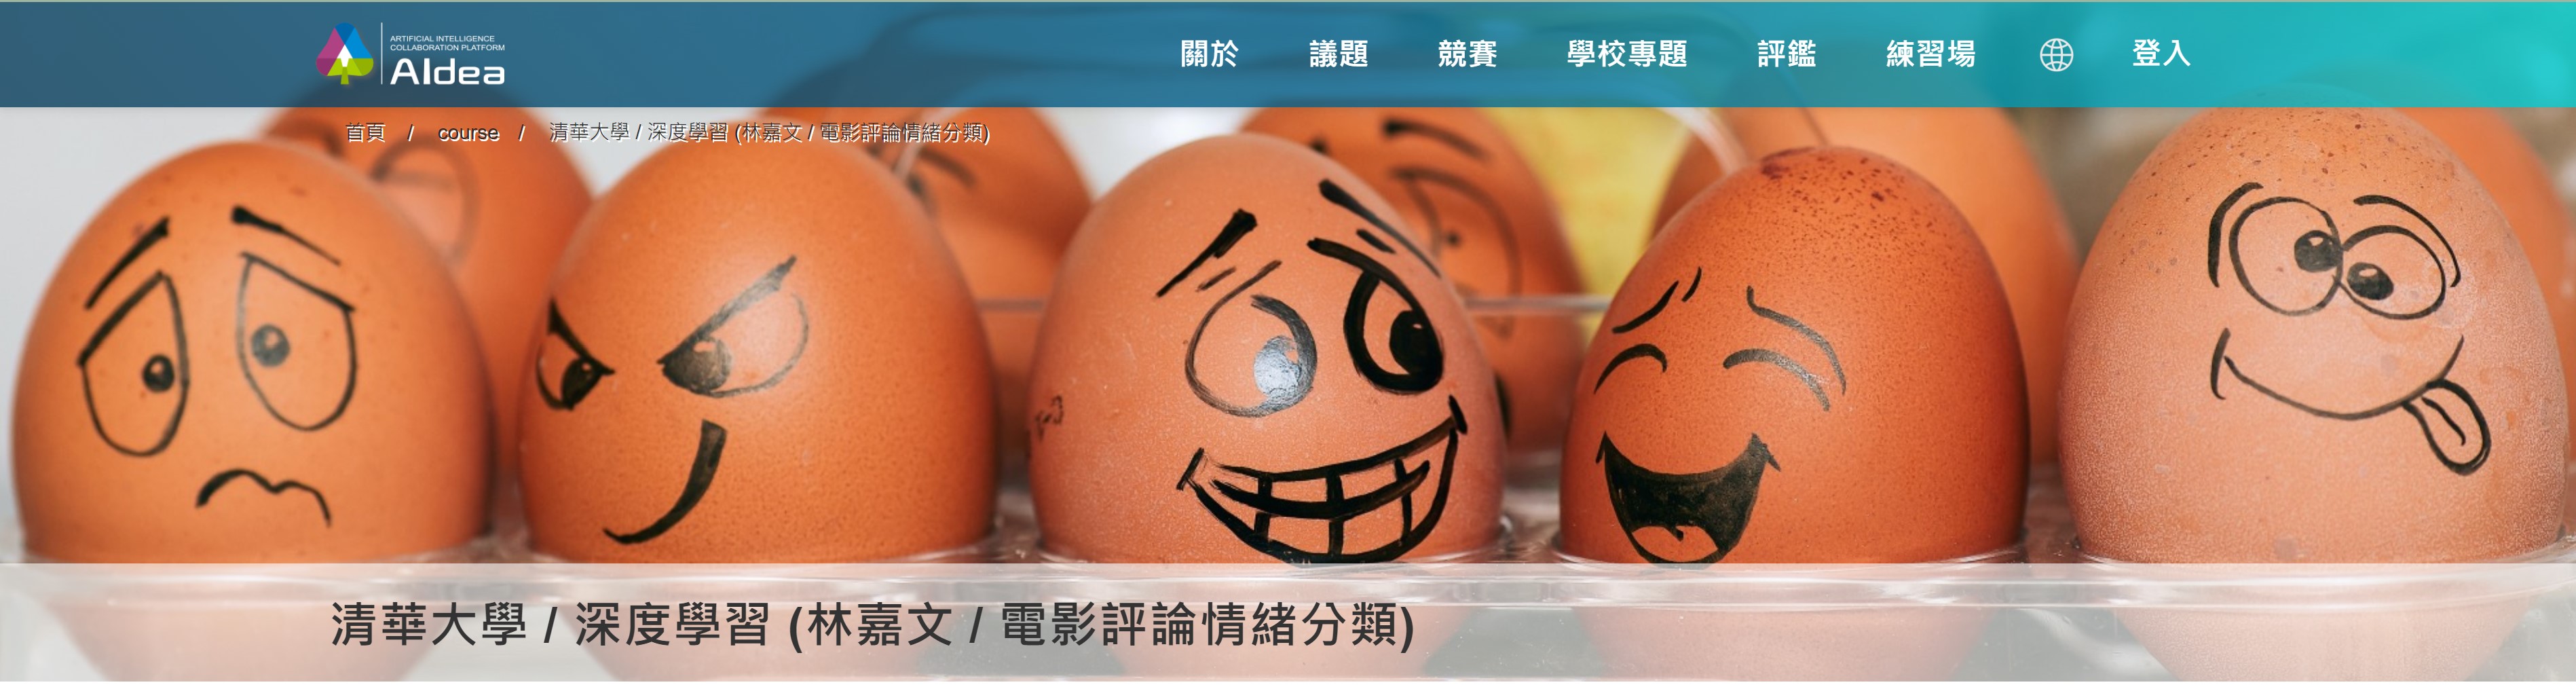 ARTIFICIAL INTELLIGENCE
COLLABORATION PLATFORM
AIdea
關於 議題 競賽 學校專題 評鑑 練習場 登入
首頁 / course / 清華大學 / 深度學習 (林嘉文 / 電影評論情緒分類)
清華大學 / 深度學習 (林嘉文 / 電影評論情緒分類)